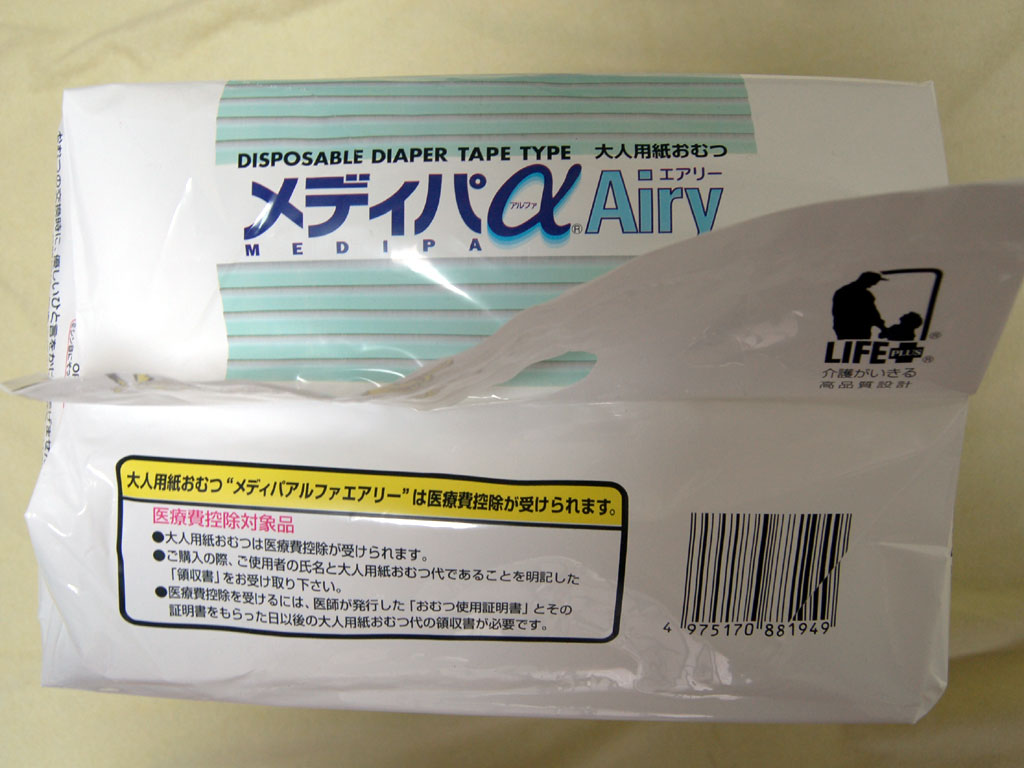 DISPOSABLE DIAPER TAPE TYPE 大人用紙おむつ
メディパα® Airy
アルファ
エアリー
MEDIPA
LIFE PLUS®
介護がいきる
高品質設計
大人用紙おむつ“メディパアルファエアリー”は医療費控除が受けられます。
医療費控除対象品
●大人用紙おむつは医療費控除が受けられます。
●ご購入の際、ご使用者の氏名と大人用紙おむつ代であることを明記した
「領収書」をお受け取り下さい。
●医療費控除を受けるには、医師が発行した「おむつ使用証明書」とその
証明書をもらった日以後の大人用紙おむつ代の領収書が必要です。
4 975170 881949